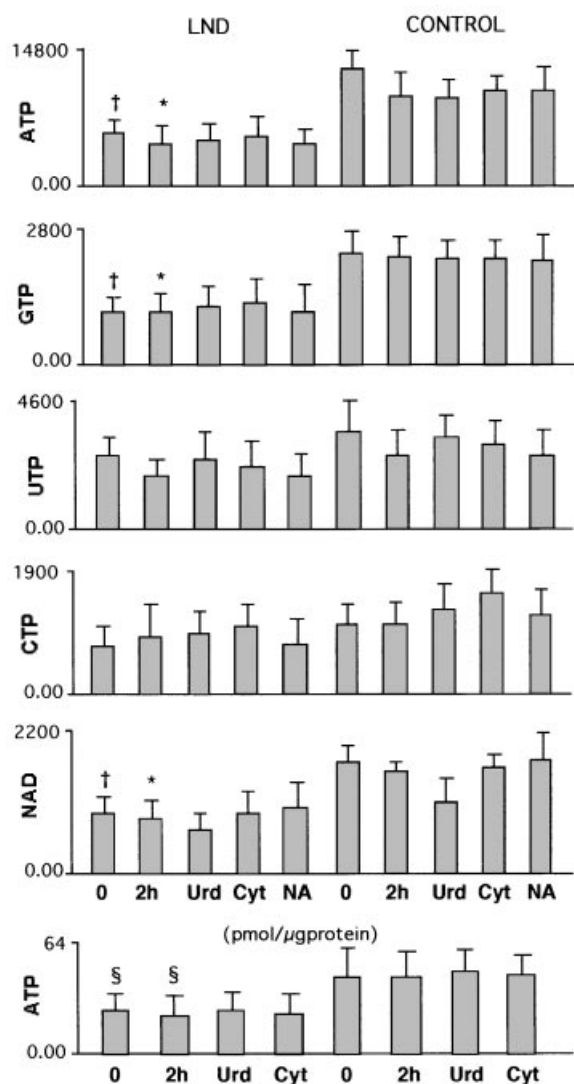 LND CONTROL
14800
† *
ATP
0.00
2800
† *
GTP
0.00
4600
UTP
0.00
1900
CTP
0.00
2200
† *
NAD
0.00
0 2h Urd Cyt NA 0 2h Urd Cyt NA
(pmol/µgprotein)
64
§ §
ATP
0.00
0 2h Urd Cyt 0 2h Urd Cyt